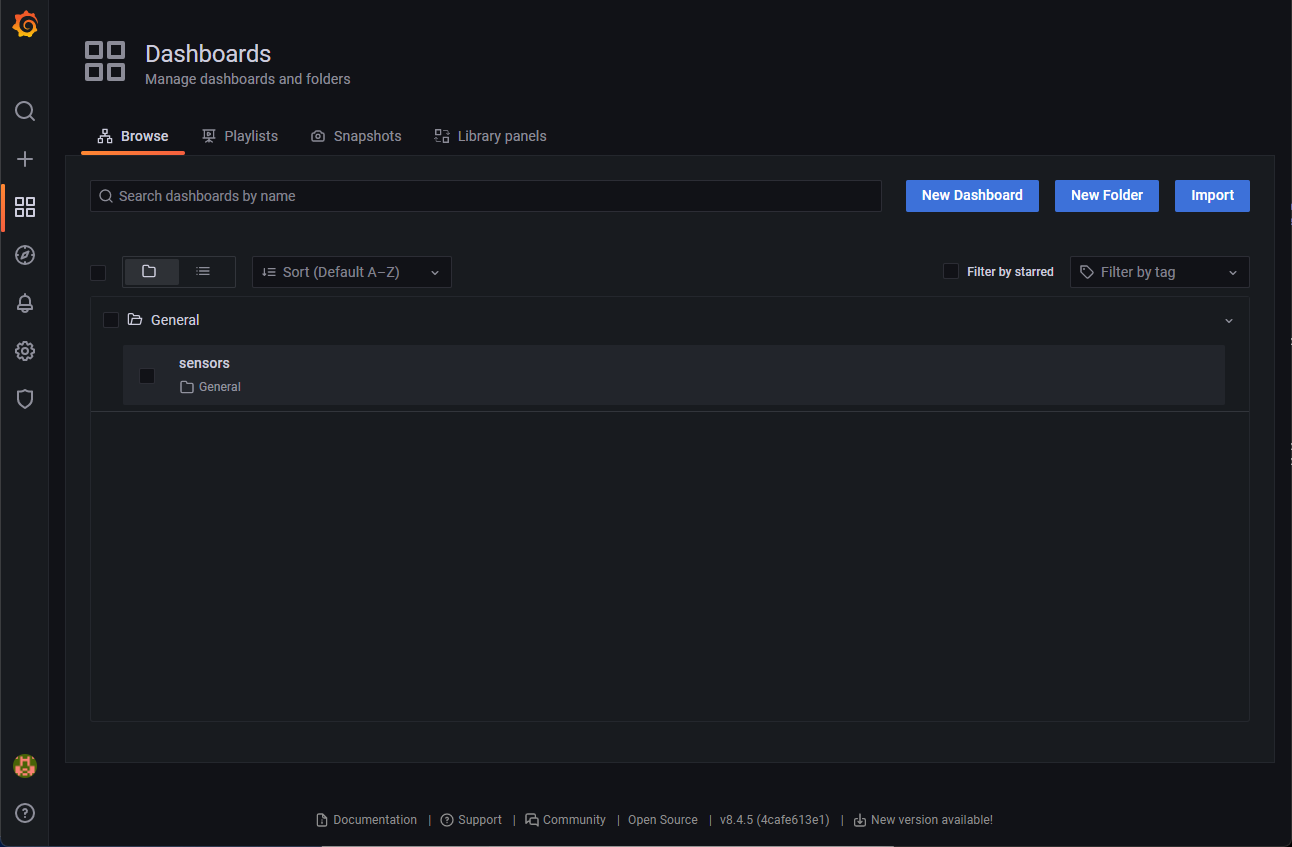 Dashboards
Manage dashboards and folders
Browse Playlists Snapshots Library panels
Search dashboards by name New Dashboard New Folder Import
Sort (Default A–Z) Filter by starred Filter by tag
General
sensors
General
Documentation | Support | Community | Open Source | v8.4.5 (4cafe613e1) | New version available!